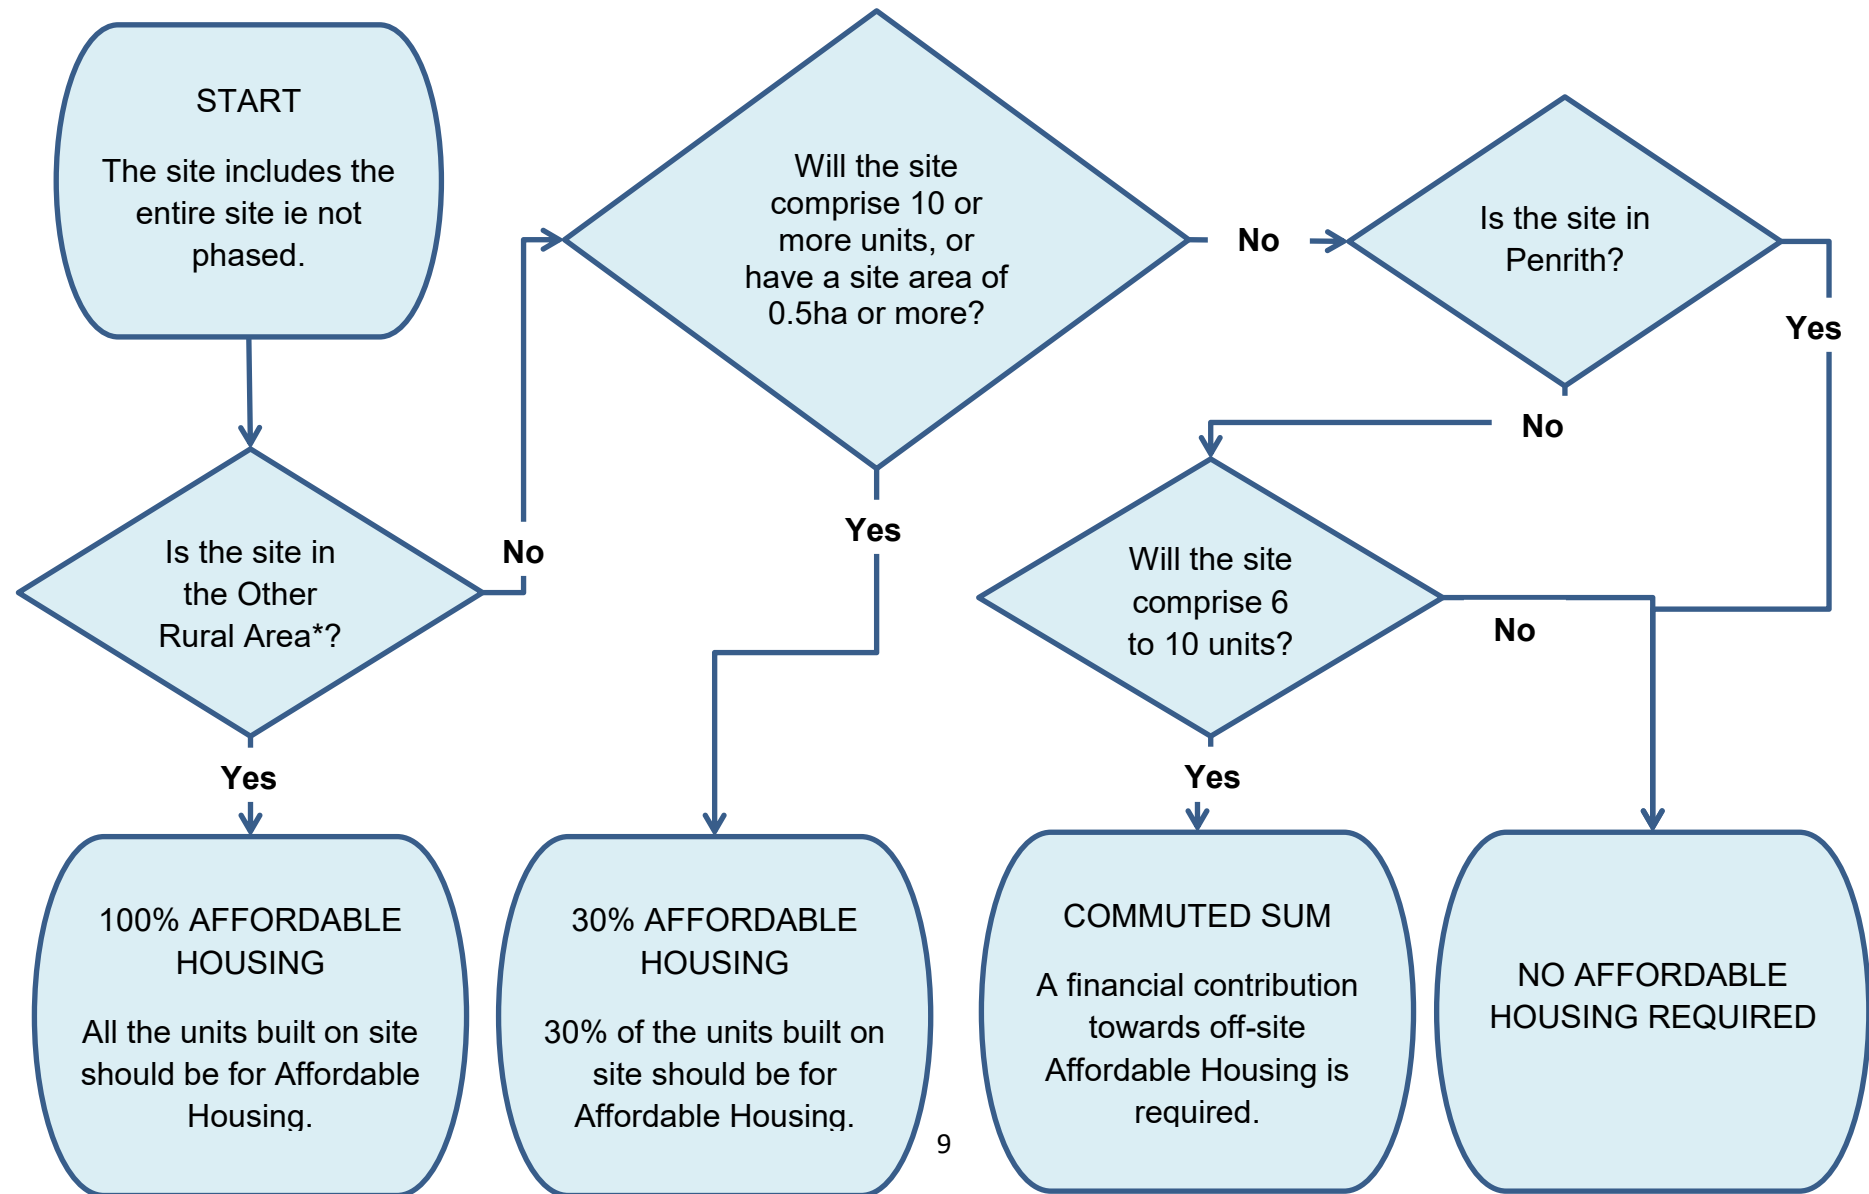 START
The site includes the
entire site ie not
phased.
Is the site in
the Other
Rural Area*?
No
Yes
Will the site
comprise 10 or
more units, or
have a site area of
0.5ha or more?
No
Yes
Is the site in
Penrith?
Yes
No
Will the site
comprise 6
to 10 units?
No
Yes
100% AFFORDABLE
HOUSING
All the units built on site
should be for Affordable
Housing.
30% AFFORDABLE
HOUSING
30% of the units built on
site should be for
Affordable Housing.
COMMUTED SUM
A financial contribution
towards off-site
Affordable Housing is
required.
NO AFFORDABLE
HOUSING REQUIRED
9